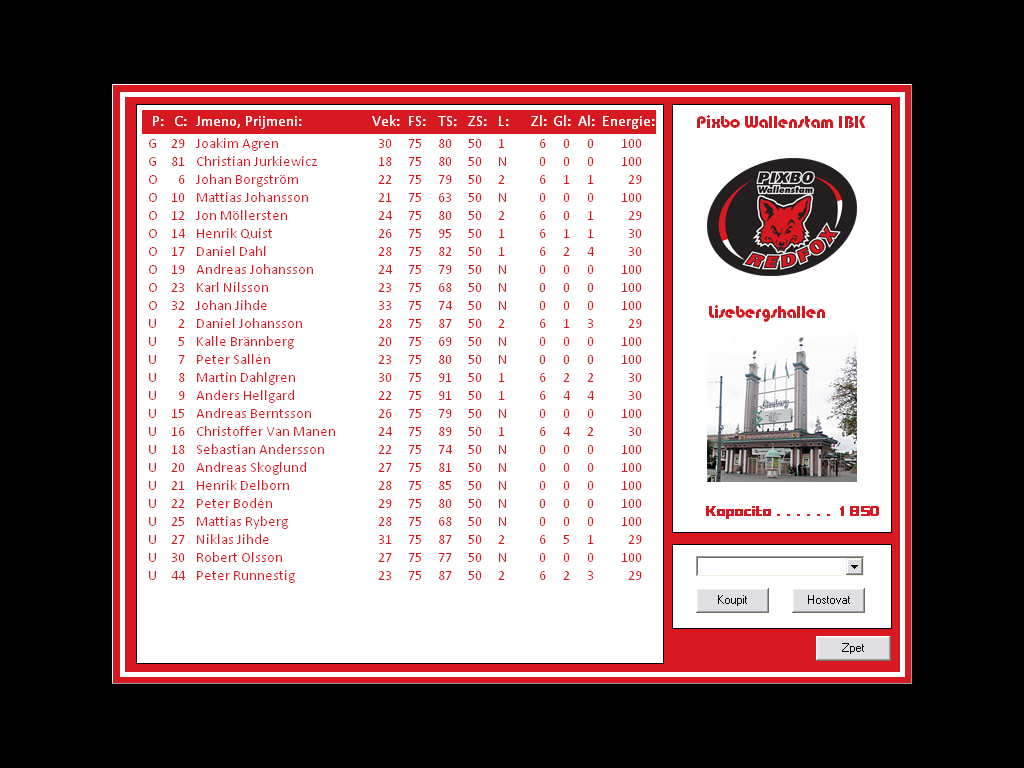 P: C: Jmeno, Prijmeni: Vek: FS: TS: ZS: L: Zl: Gl: Al: Energie:
G 29 Joakim Agren 30 75 80 50 1 6 0 0 100
G 81 Christian Jurkiewicz 18 75 80 50 N 0 0 0 100
O 6 Johan Borgström 22 75 79 50 2 6 1 1 29
O 10 Mattias Johansson 21 75 63 50 N 0 0 0 100
O 12 Jon Möllersten 24 75 80 50 2 6 0 1 29
O 14 Henrik Quist 26 75 95 50 1 6 1 1 30
O 17 Daniel Dahl 28 75 82 50 1 6 2 4 30
O 19 Andreas Johansson 24 75 79 50 N 0 0 0 100
O 23 Karl Nilsson 23 75 68 50 N 0 0 0 100
O 32 Johan Jihde 33 75 74 50 N 0 0 0 100
U 2 Daniel Johansson 28 75 87 50 2 6 1 3 29
U 5 Kalle Brännberg 20 75 69 50 N 0 0 0 100
U 7 Peter Sallén 23 75 80 50 N 0 0 0 100
U 8 Martin Dahlgren 30 75 91 50 1 6 2 2 30
U 9 Anders Hellgard 22 75 91 50 1 6 4 4 30
U 15 Andreas Berntsson 26 75 79 50 N 0 0 0 100
U 16 Christoffer Van Manen 24 75 89 50 1 6 4 2 30
U 18 Sebastian Andersson 22 75 74 50 N 0 0 0 100
U 20 Andreas Skoglund 27 75 81 50 N 0 0 0 100
U 21 Henrik Delborn 28 75 85 50 N 0 0 0 100
U 22 Peter Bodén 29 75 80 50 N 0 0 0 100
U 25 Mattias Ryberg 28 75 68 50 N 0 0 0 100
U 27 Niklas Jihde 31 75 87 50 2 6 5 1 29
U 30 Robert Olsson 27 75 77 50 N 0 0 0 100
U 44 Peter Runnestig 23 75 87 50 2 6 2 3 29
Pixbo Wallenstam IBK
PIXBO
Wallenstam
REDFOX
Lisebergshallen
Liseberg
Kapacita . . . . . . 1850
Koupit Hostovat
Zpet